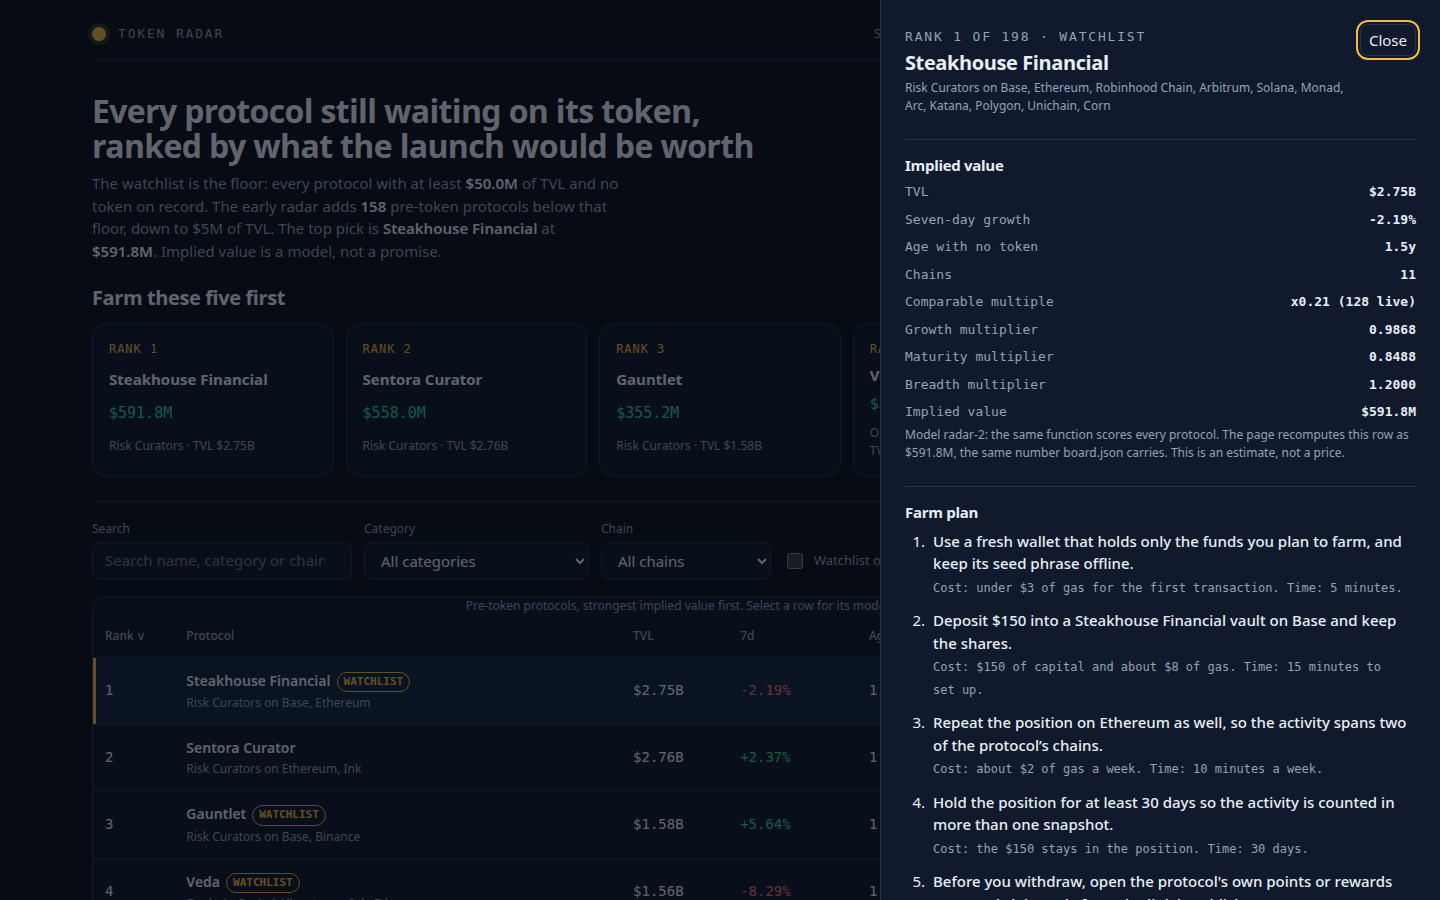 TOKEN RADAR
Every protocol still waiting on its token,
ranked by what the launch would be worth
The watchlist is the floor: every protocol with at least $50.0M of TVL and no
token on record. The early radar adds 158 pre-token protocols below that
floor, down to $5M of TVL. The top pick is Steakhouse Financial at
$591.8M. Implied value is a model, not a promise.
Farm these five first
RANK 1
Steakhouse Financial
$591.8M
Risk Curators · TVL $2.75B
RANK 2
Sentora Curator
$558.0M
Risk Curators · TVL $2.76B
RANK 3
Gauntlet
$355.2M
Risk Curators · TVL $1.58B
Search
Category
Chain
Search name, category or chain
All categories
All chains
Watchlist o
Pre-token protocols, strongest implied value first. Select a row for its mod
Rank v Protocol TVL 7d Ag
1 Steakhouse Financial WATCHLIST $2.75B -2.19% 1
Risk Curators on Base, Ethereum
2 Sentora Curator $2.76B +2.37% 1
Risk Curators on Ethereum, Ink
3 Gauntlet WATCHLIST $1.58B +5.64% 1
Risk Curators on Base, Binance
4 Veda WATCHLIST $1.56B -8.29% 1
RANK 1 OF 198 · WATCHLIST
Close
Steakhouse Financial
Risk Curators on Base, Ethereum, Robinhood Chain, Arbitrum, Solana, Monad,
Arc, Katana, Polygon, Unichain, Corn
Implied value
TVL $2.75B
Seven-day growth -2.19%
Age with no token 1.5y
Chains 11
Comparable multiple x0.21 (128 live)
Growth multiplier 0.9868
Maturity multiplier 0.8488
Breadth multiplier 1.2000
Implied value $591.8M
Model radar-2: the same function scores every protocol. The page recomputes this row as
$591.8M, the same number board.json carries. This is an estimate, not a price.
Farm plan
1. Use a fresh wallet that holds only the funds you plan to farm, and
keep its seed phrase offline.
Cost: under $3 of gas for the first transaction. Time: 5 minutes.
2. Deposit $150 into a Steakhouse Financial vault on Base and keep
the shares.
Cost: $150 of capital and about $8 of gas. Time: 15 minutes to
set up.
3. Repeat the position on Ethereum as well, so the activity spans two
of the protocol’s chains.
Cost: about $2 of gas a week. Time: 10 minutes a week.
4. Hold the position for at least 30 days so the activity is counted in
more than one snapshot.
Cost: the $150 stays in the position. Time: 30 days.
5. Before you withdraw, open the protocol's own points or rewards